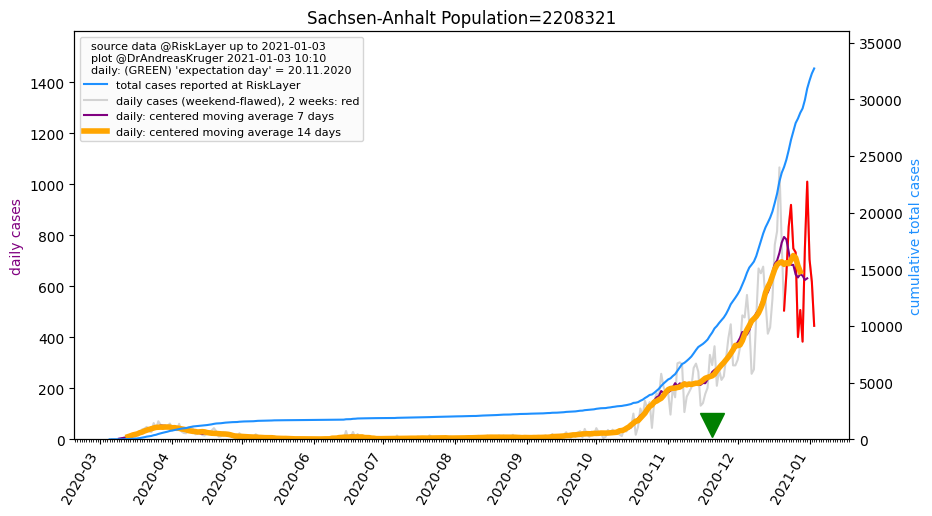 Sachsen-Anhalt Population=2208321
source data @RiskLayer up to 2021-01-03
plot @DrAndreasKruger 2021-01-03 10:10
daily: (GREEN) 'expectation day' = 20.11.2020
total cases reported at RiskLayer
daily cases (weekend-flawed), 2 weeks: red
daily: centered moving average 7 days
daily: centered moving average 14 days
daily cases
1400
1200
1000
800
600
400
200
0
cumulative total cases
35000
30000
25000
20000
15000
10000
5000
0
2020-03
2020-04
2020-05
2020-06
2020-07
2020-08
2020-09
2020-10
2020-11
2020-12
2021-01